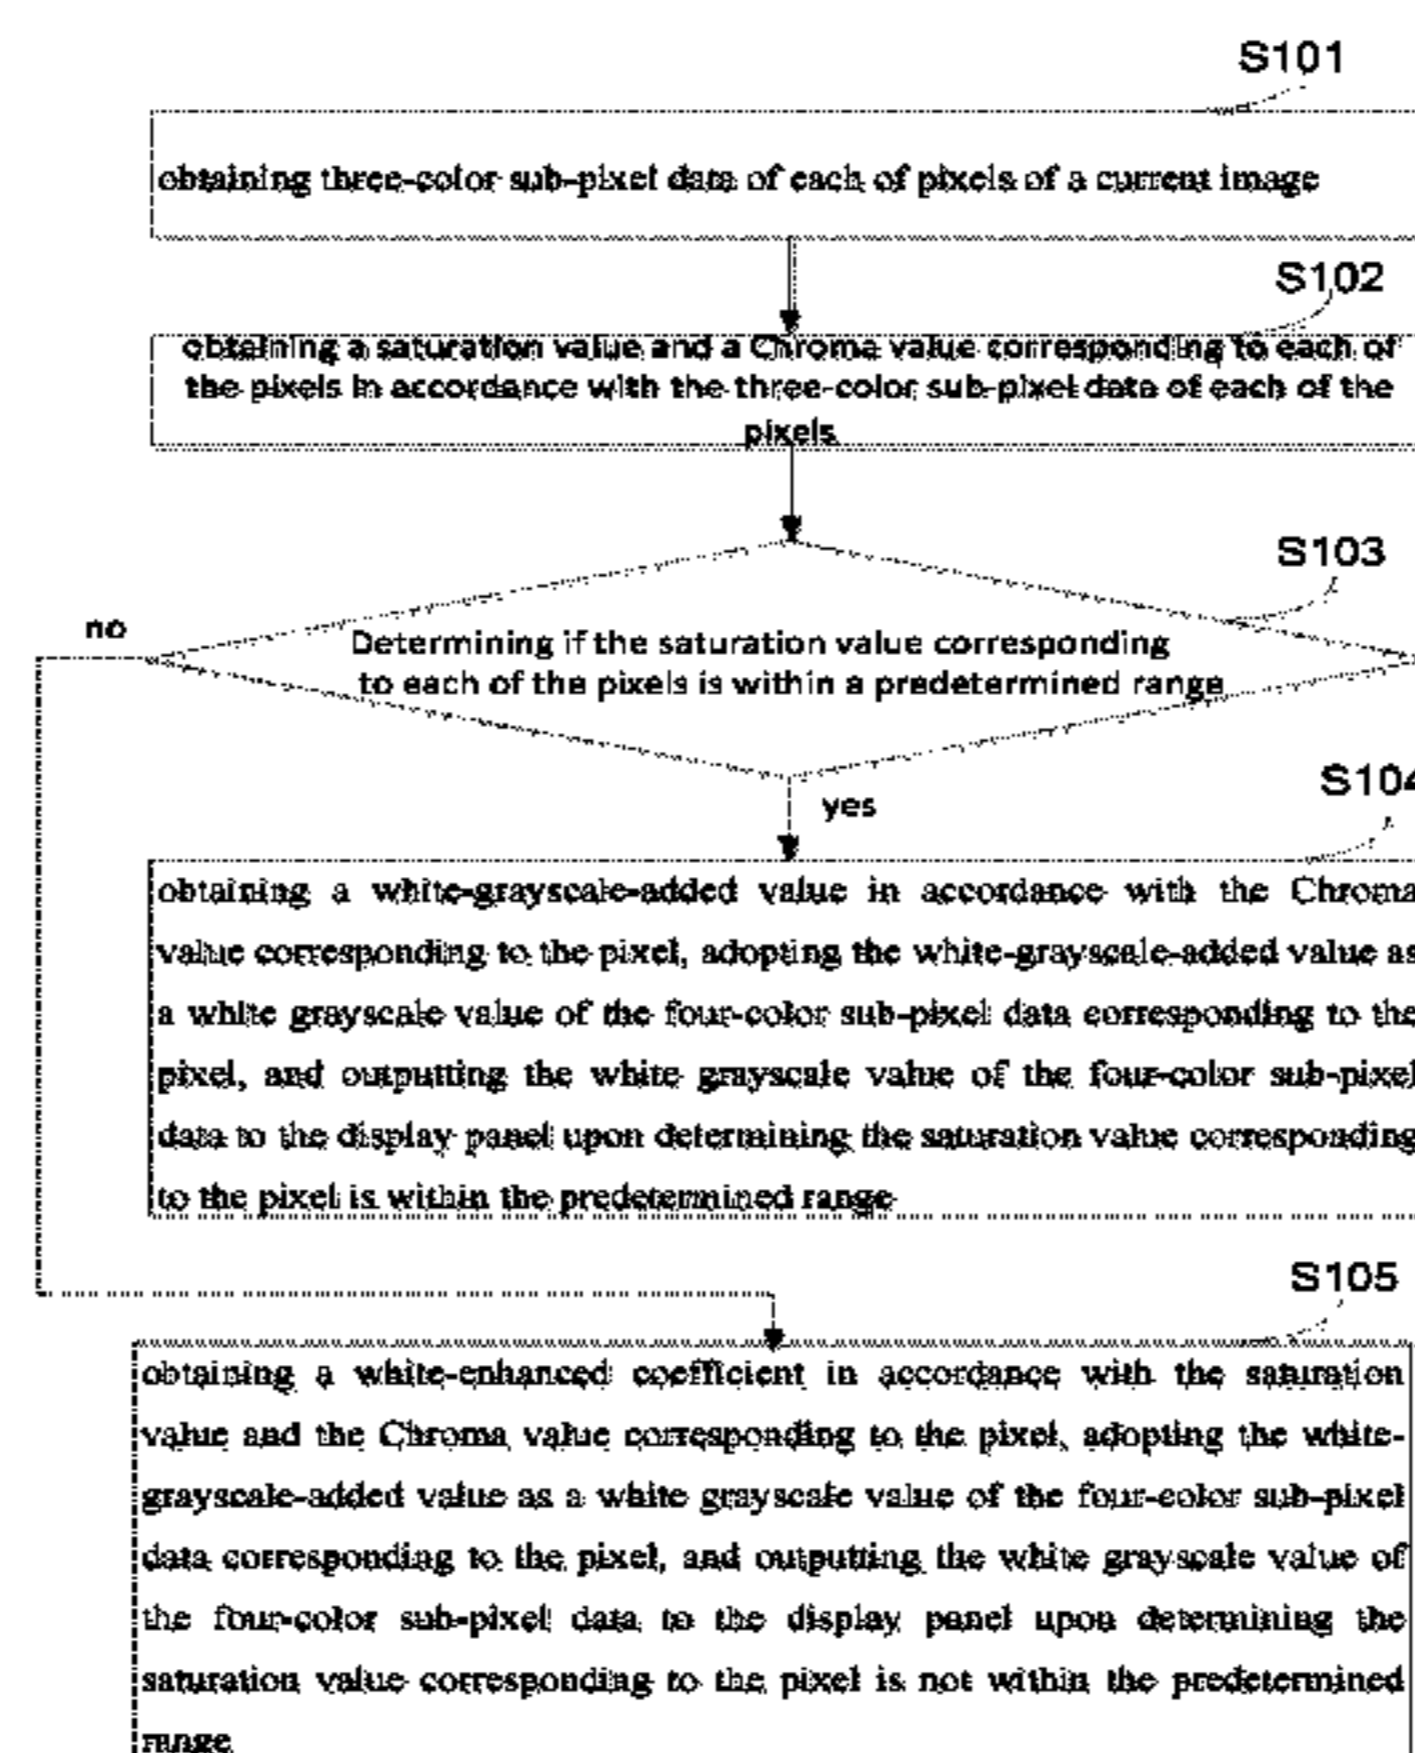 S101
obtaining three-color sub-pixel data of each of pixels of a current image
S102
obtaining a saturation value and a Chroma value corresponding to each of
the pixels in accordance with the three-color sub-pixel data of each of the
pixels
S103
no
Determining if the saturation value corresponding
to each of the pixels is within a predetermined range
S104
yes
obtaining a white-grayscale-added value in accordance with the Chroma
value corresponding to the pixel, adopting the white-grayscale-added value as
a white grayscale value of the four-color sub-pixel data corresponding to the
pixel, and outputting the white grayscale value of the four-color sub-pixel
data to the display panel upon determining the saturation value corresponding
to the pixel is within the predetermined range
S105
obtaining a white-enhanced coefficient in accordance with the saturation
value and the Chroma value corresponding to the pixel, adopting the white-
grayscale-added value as a white grayscale value of the four-color sub-pixel
data corresponding to the pixel, and outputting the white grayscale value of
the four-color sub-pixel data to the display panel upon determining the
saturation value corresponding to the pixel is not within the predetermined
range